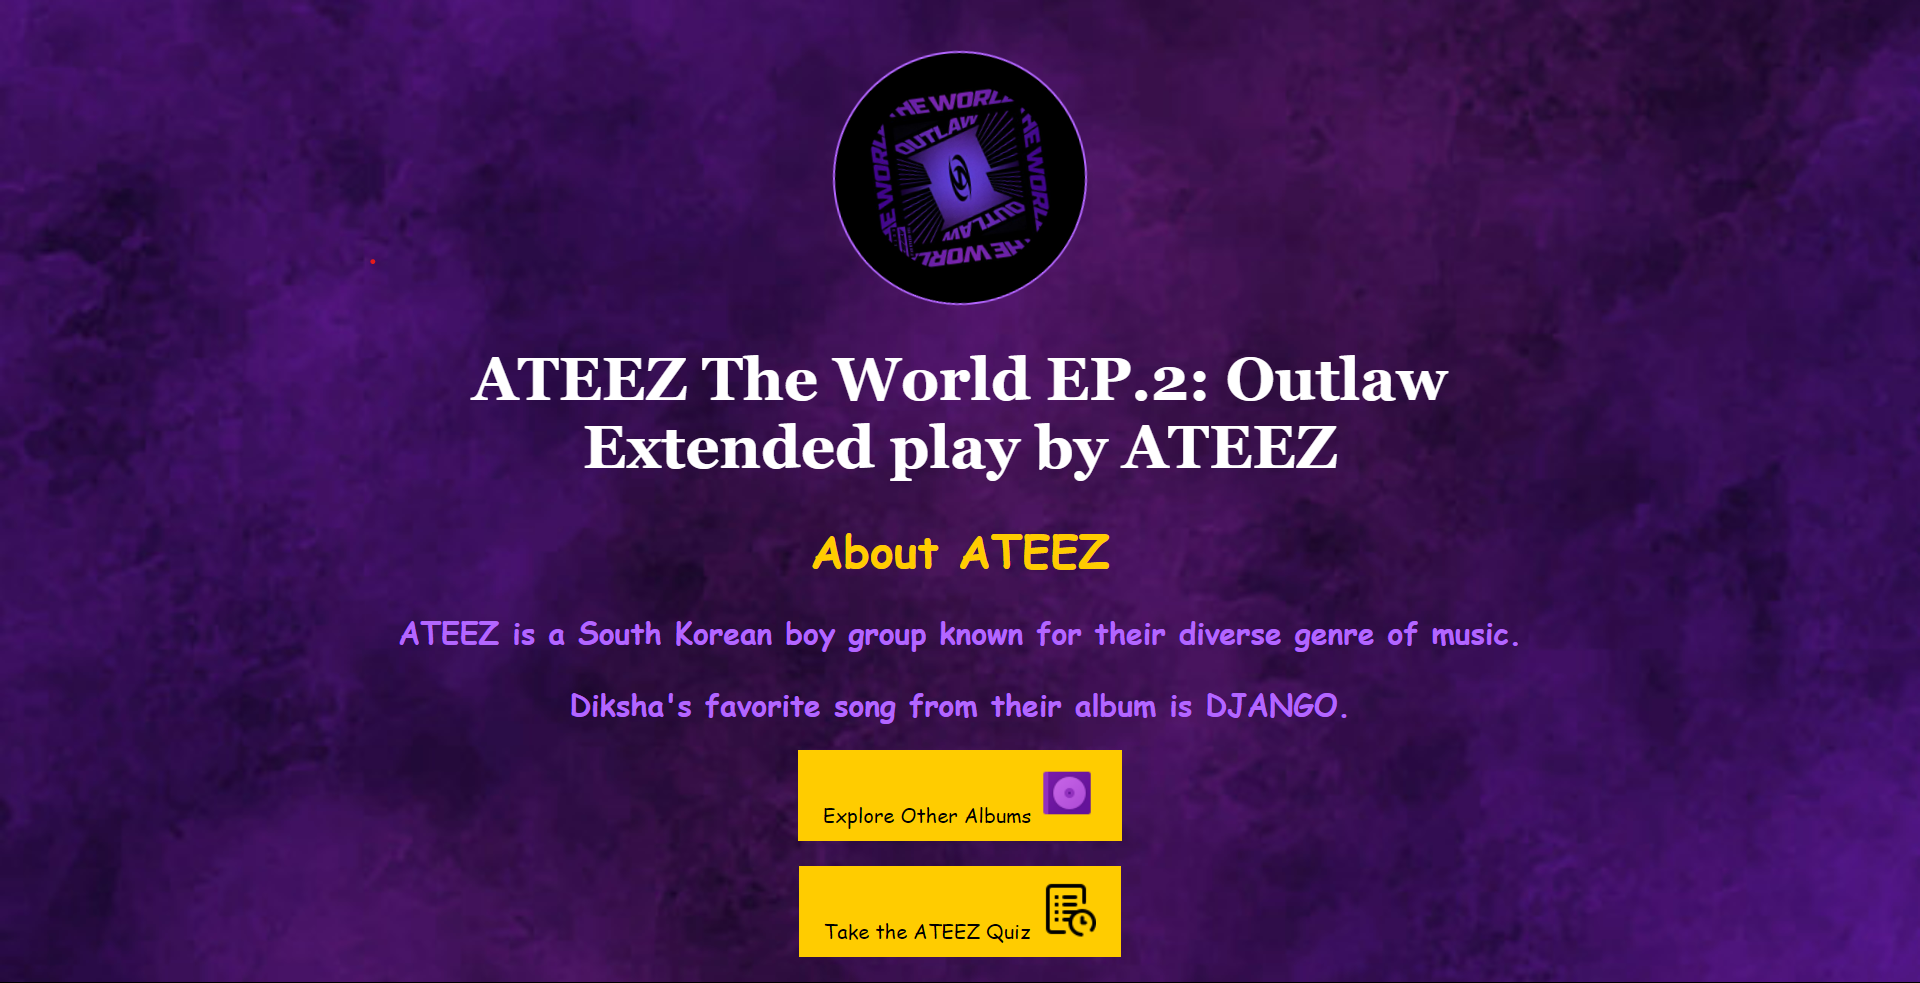 THE WORLD
THE WORLD
THE WORLD
THE WORLD
OUTLAW
OUTLAW
ATEEZ The World EP.2: Outlaw
Extended play by ATEEZ
About ATEEZ
ATEEZ is a South Korean boy group known for their diverse genre of music.
Diksha's favorite song from their album is DJANGO.
Explore Other Albums
Take the ATEEZ Quiz